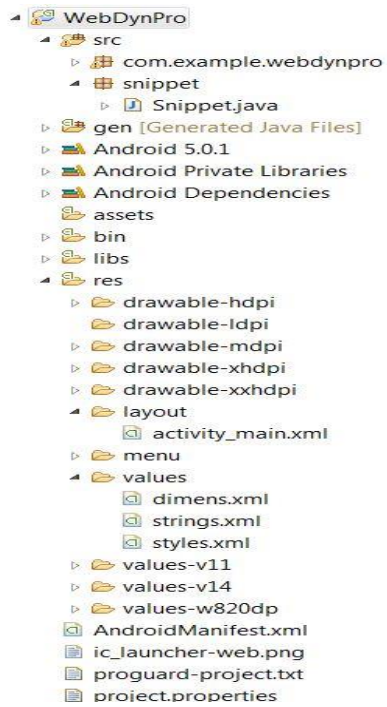 WebDynPro
src
com.example.webdynpro
snippet
Snippet.java
gen [Generated Java Files]
Android 5.0.1
Android Private Libraries
Android Dependencies
assets
bin
libs
res
drawable-hdpi
drawable-ldpi
drawable-mdpi
drawable-xhdpi
drawable-xxhdpi
layout
activity_main.xml
menu
values
dimens.xml
strings.xml
styles.xml
values-v11
values-v14
values-w820dp
AndroidManifest.xml
ic_launcher-web.png
proguard-project.txt
project.properties